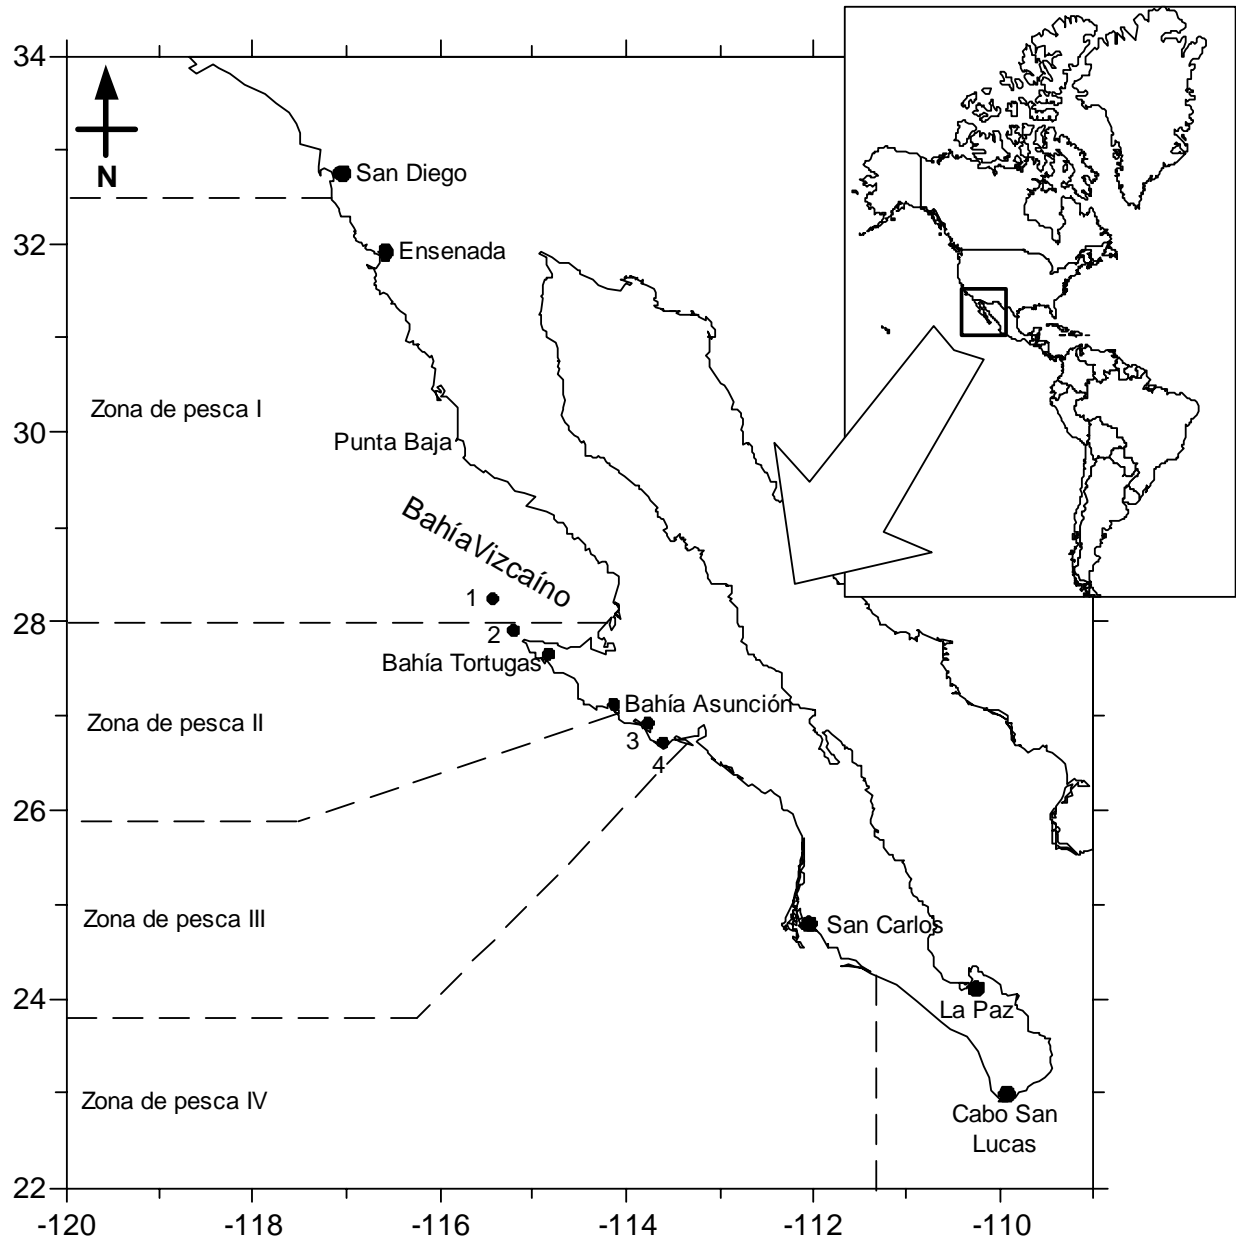 34
N
San Diego
32
Ensenada
Zona de pesca I
30
Punta Baja
BahíaVizcaíno
1
28
2
Bahía Tortugas
Bahía Asunción
Zona de pesca II
3
4
26
Zona de pesca III
San Carlos
24
La Paz
Zona de pesca IV
Cabo San
Lucas
22
-120
-118
-116
-114
-112
-110